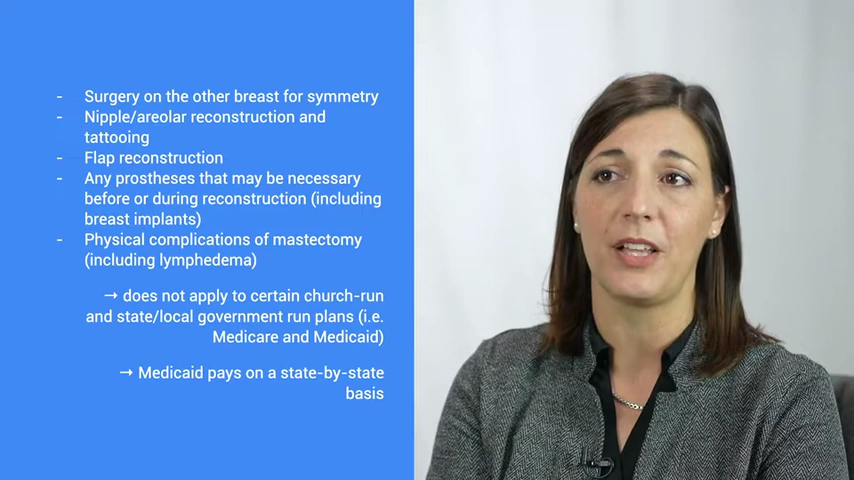 - Surgery on the other breast for symmetry
- Nipple/areolar reconstruction and
tattooing
- Flap reconstruction
- Any prostheses that may be necessary
before or during reconstruction (including
breast implants)
- Physical complications of mastectomy
(including lymphedema)
→ does not apply to certain church-run
and state/local government run plans (i.e.
Medicare and Medicaid)
→ Medicaid pays on a state-by-state
basis